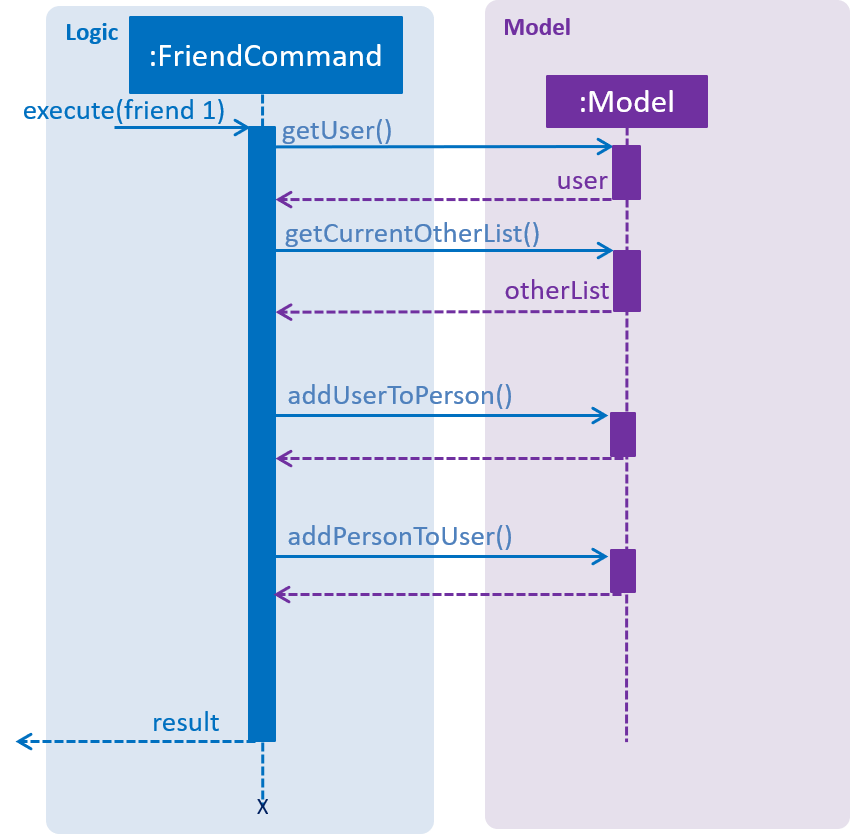 Logic
:FriendCommand
Model
:Model
execute(friend 1)
getUser()
user
getCurrentOtherList()
otherList
addUserToPerson()
addPersonToUser()
result
X